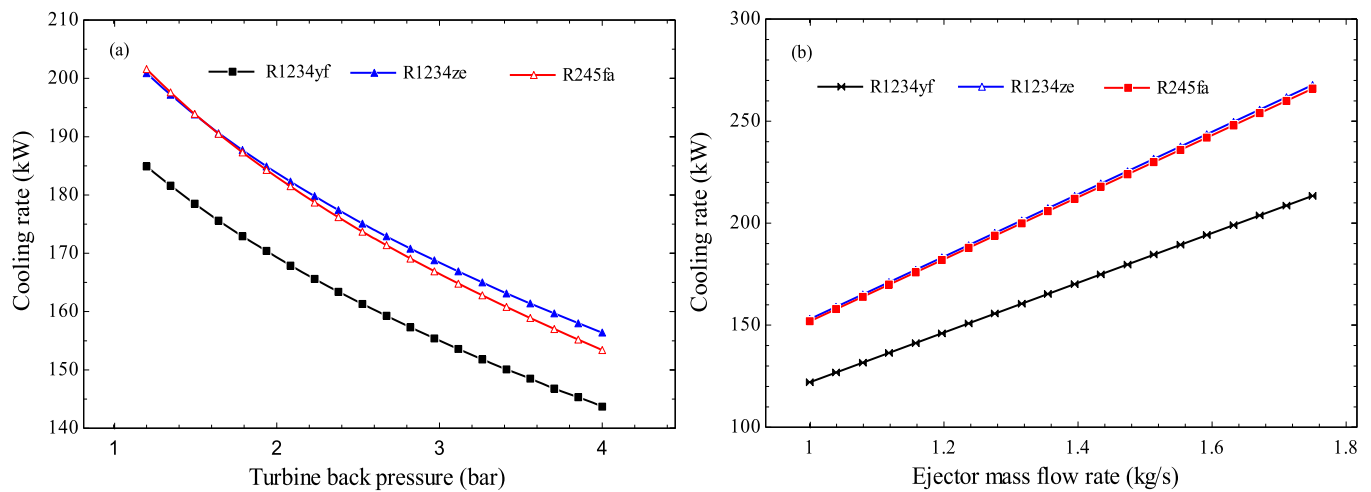 (a)
R1234yf R1234ze R245fa
210
200
190
180
170
160
150
140
Cooling rate (kW)
1 2 3 4
Turbine back pressure (bar)
(b)
R1234yf R1234ze R245fa
300
250
200
150
100
Cooling rate (kW)
1 1.2 1.4 1.6 1.8
Ejector mass flow rate (kg/s)